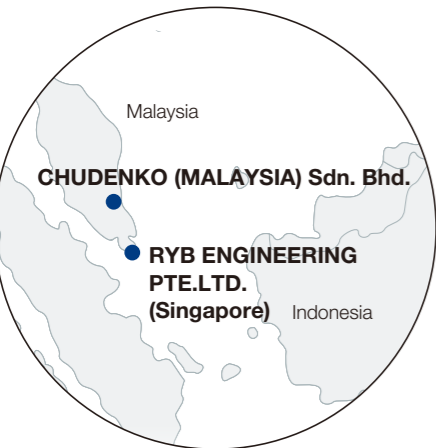 Malaysia
CHUDENKO (MALAYSIA) Sdn. Bhd.
RYB ENGINEERING
PTE.LTD.
(Singapore)
Indonesia